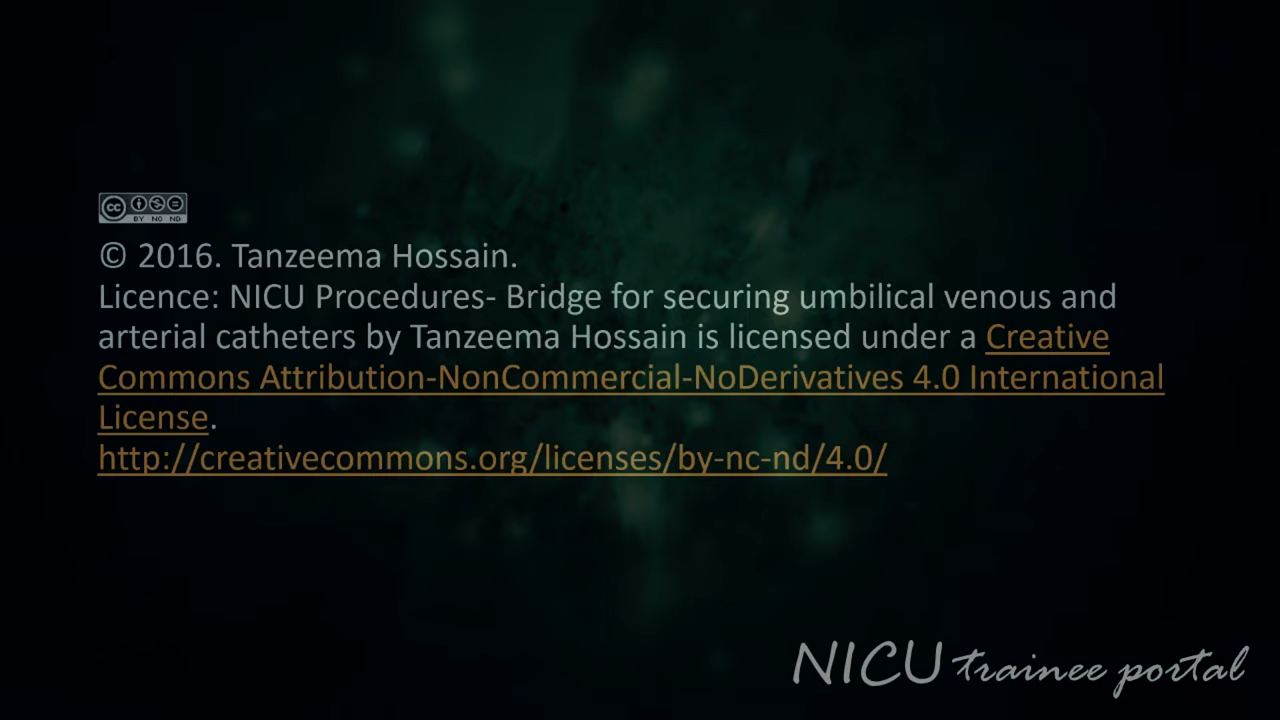 cc BY NC ND
© 2016. Tanzeema Hossain.
Licence: NICU Procedures- Bridge for securing umbilical venous and
arterial catheters by Tanzeema Hossain is licensed under a Creative
Commons Attribution-NonCommercial-NoDerivatives 4.0 International
License.
http://creativecommons.org/licenses/by-nc-nd/4.0/
NICU trainee portal